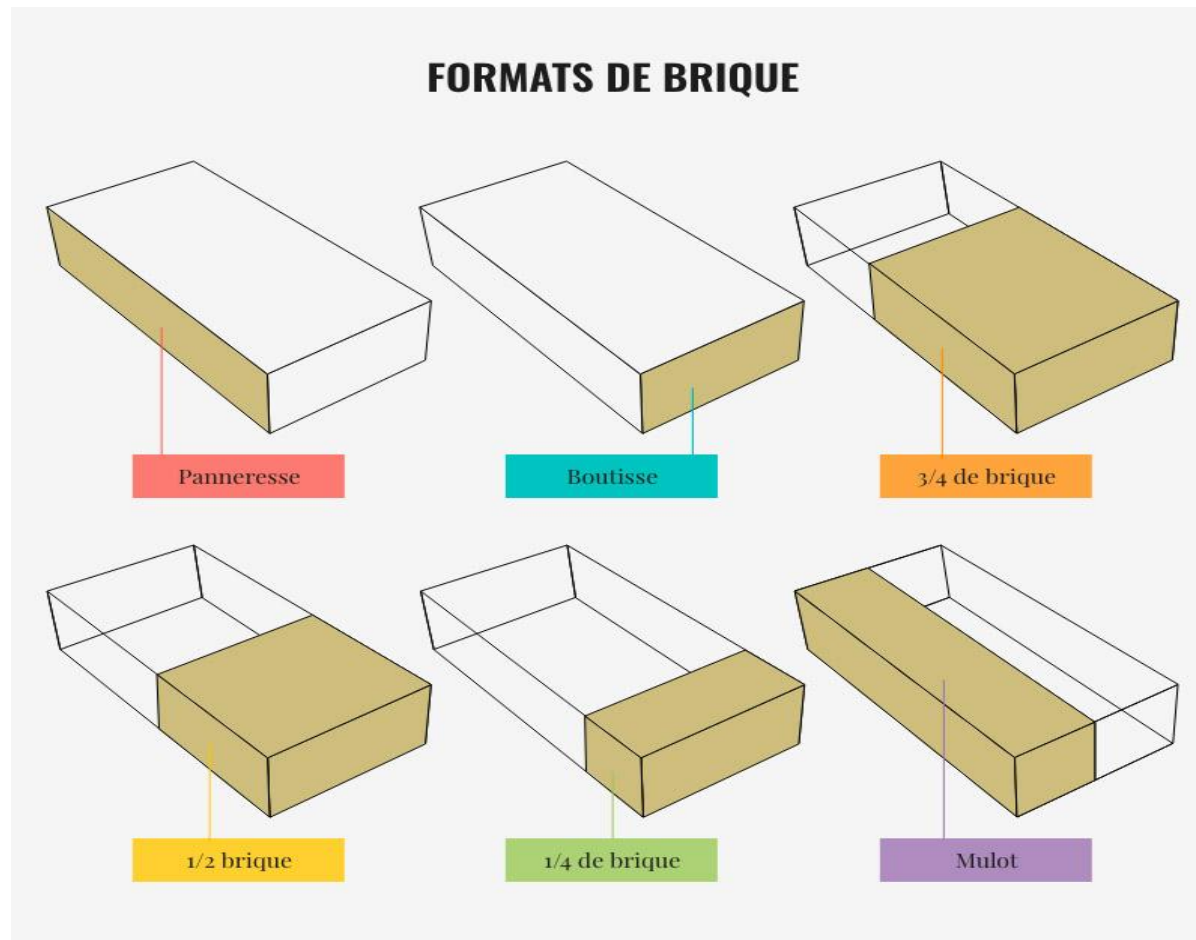 FORMATS DE BRIQUE
Panneresse
Boutisse
3/4 de brique
1/2 brique
1/4 de brique
Mulot